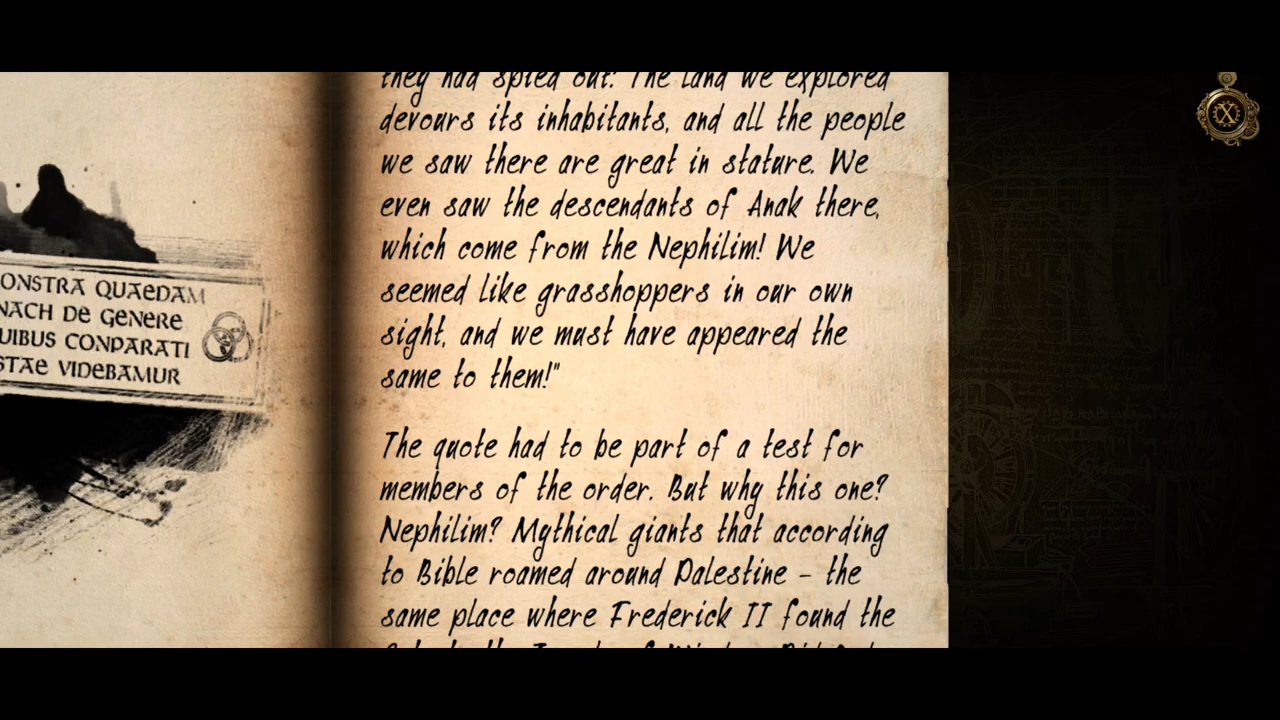 ONSTRA QUAEDAM
NACH DE GENERE
UIBUS CONPARATI
STAE VIDEBAMUR
they had spied out: The land we explored
devours its inhabitants, and all the people
we saw there are great in stature. We
even saw the descendants of Anak there,
which come from the Nephilim! We
seemed like grasshoppers in our own
sight, and we must have appeared the
same to them!"
The quote had to be part of a test for
members of the order. But why this one?
Nephilim? Mythical giants that according
to Bible roamed around Palestine - the
same place where Frederick II found the
X